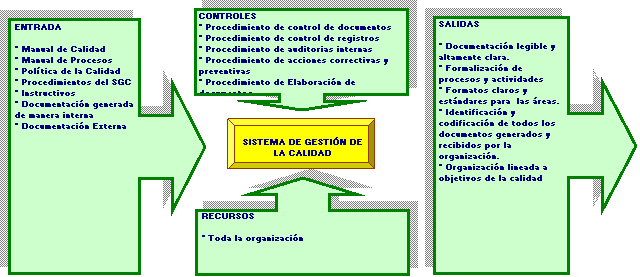 ENTRADA
* Manual de Calidad
* Manual de Procesos
* Política de la Calidad
* Procedimientos del SGC
* Instructivos
* Documentación generada
de manera interna
* Documentación Externa
CONTROLES
* Procedimiento de control de documentos
* Procedimiento de control de registros
* Procedimiento de auditorias internas
* Procedimiento de acciones correctivas y
preventivas
* Procedimiento de Elaboración de
SISTEMA DE GESTIÓN DE
LA CALIDAD
RECURSOS
* Toda la organización
SALIDAS
* Documentación legible y
altamente clara.
* Formalización de
procesos y actividades
* Formatos claros y
estándares para las áreas.
* Identificación y
codificación de todos los
documentos generados y
recibidos por la
organización.
* Organización lineada a
objetivos de la calidad